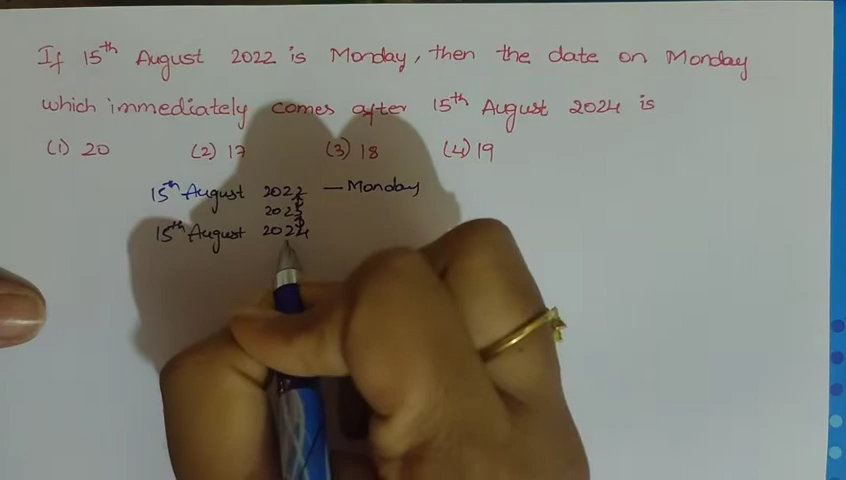 If 15th August 2022 is Monday, then the date on Monday
which immediately comes after 15th August 2024 is
(1) 20 (2) 17 (3) 18 (4) 19
15th August 2022 — Monday
2023
15th August 2024